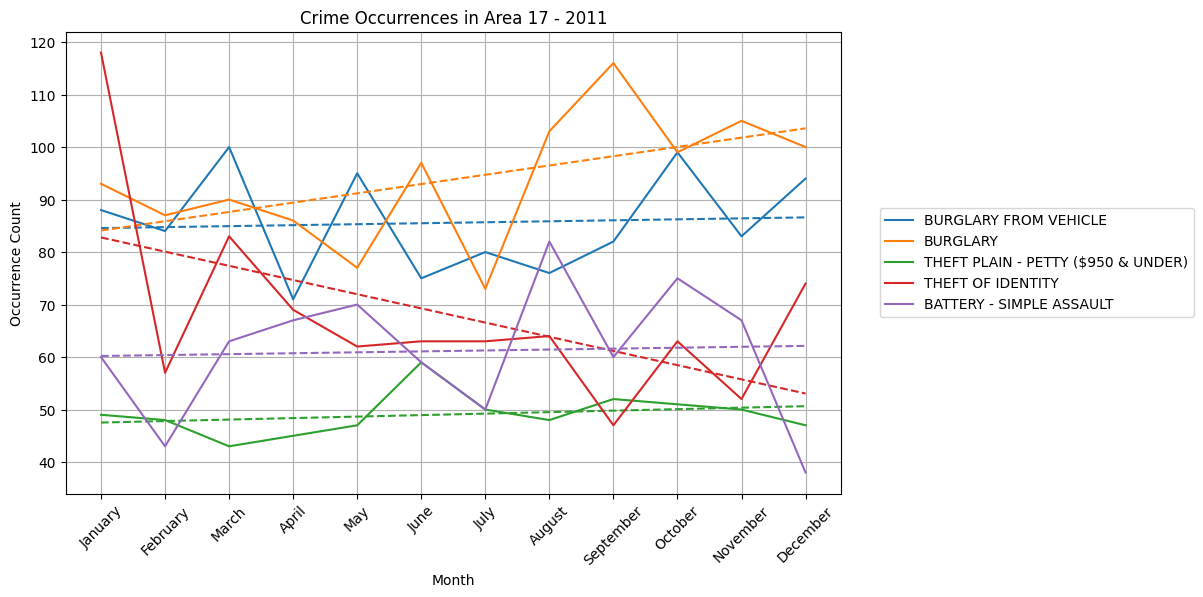 Crime Occurrences in Area 17 - 2011
Occurrence Count
120
110
100
90
80
70
60
50
40
January
February
March
April
May
June
July
August
September
October
November
December
Month
BURGLARY FROM VEHICLE
BURGLARY
THEFT PLAIN - PETTY ($950 & UNDER)
THEFT OF IDENTITY
BATTERY - SIMPLE ASSAULT